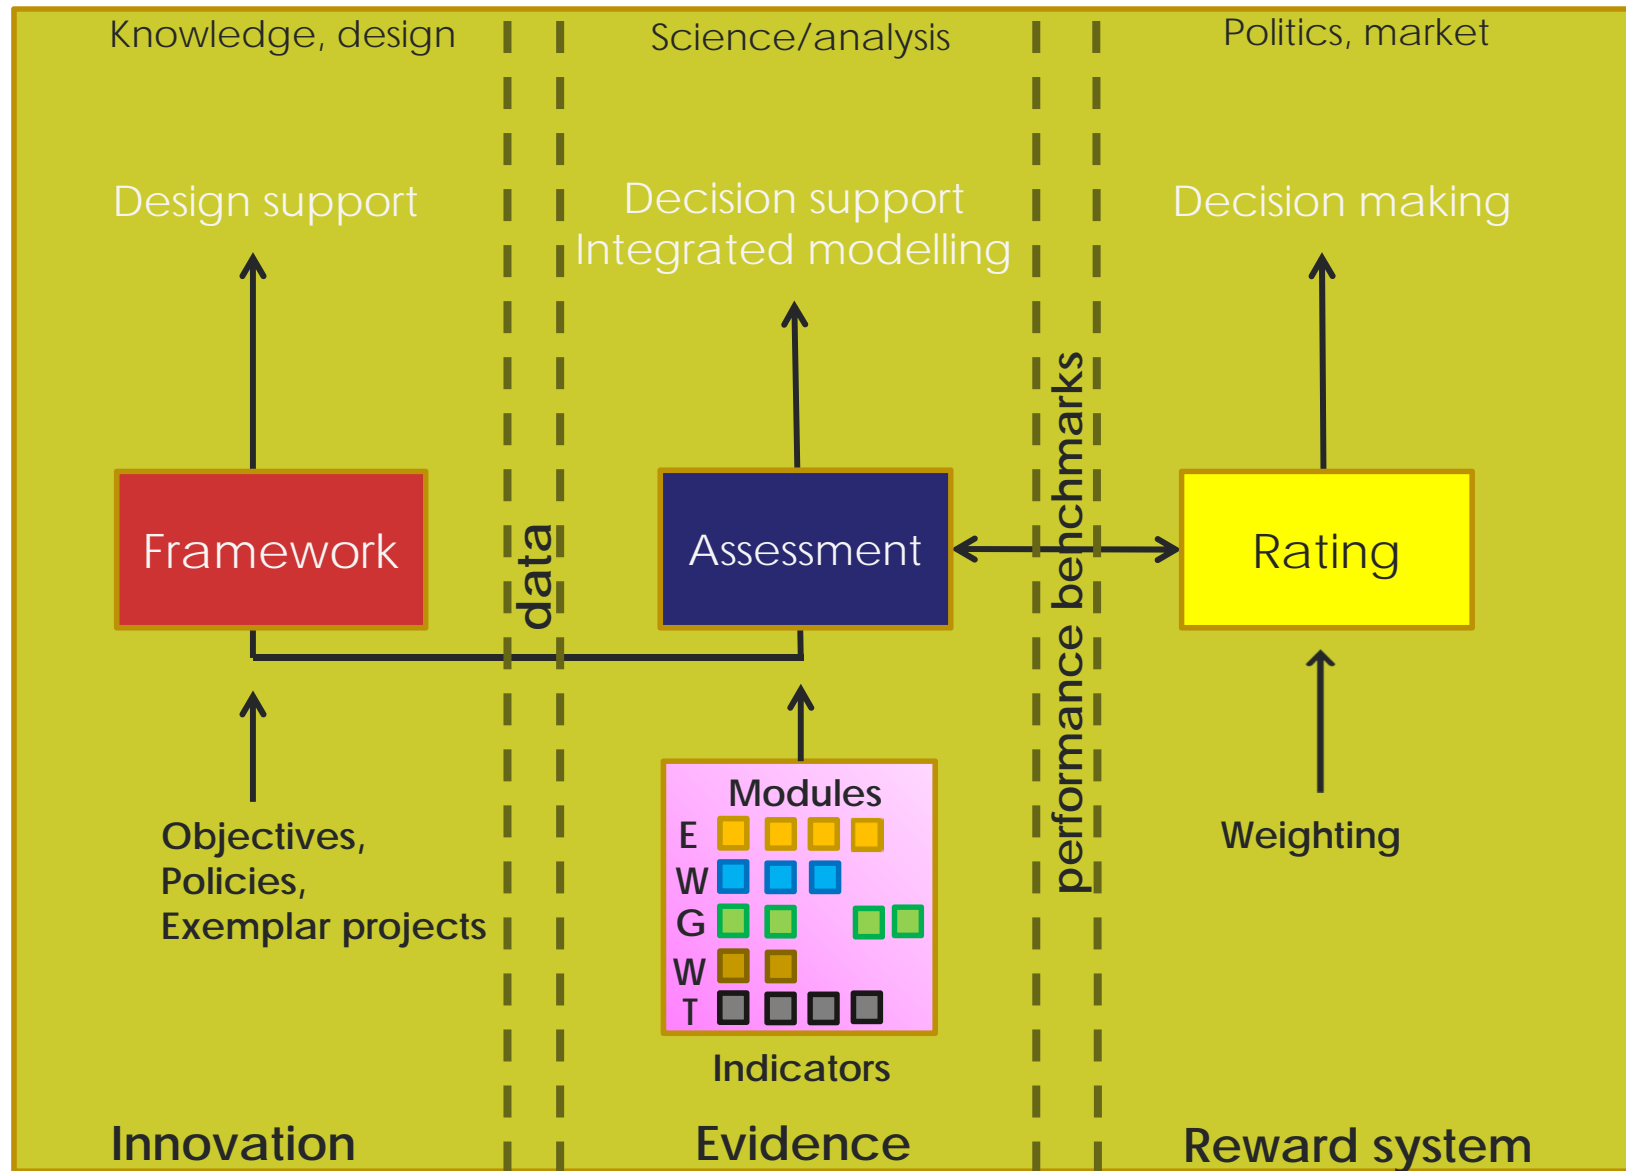 Knowledge, design
Science/analysis
Politics, market
Design support
Decision support
Integrated modelling
Decision making
Framework
data
Assessment
performance benchmarks
Rating
Objectives,
Policies,
Exemplar projects
Modules
E
W
G
W
T
Indicators
Weighting
Innovation
Evidence
Reward system